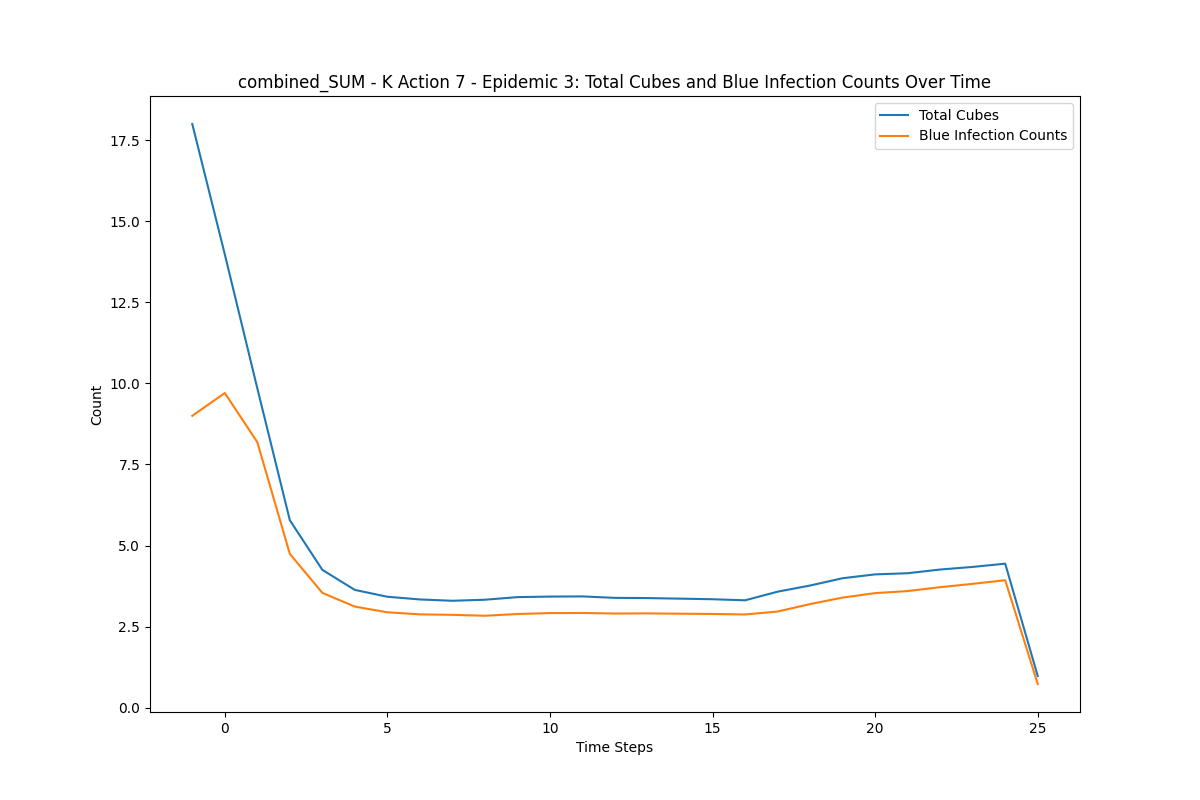 combined_SUM - K Action 7 - Epidemic 3: Total Cubes and Blue Infection Counts Over Time
Total Cubes
Blue Infection Counts
17.5
15.0
12.5
10.0
7.5
5.0
2.5
0.0
Count
0 5 10 15 20 25
Time Steps